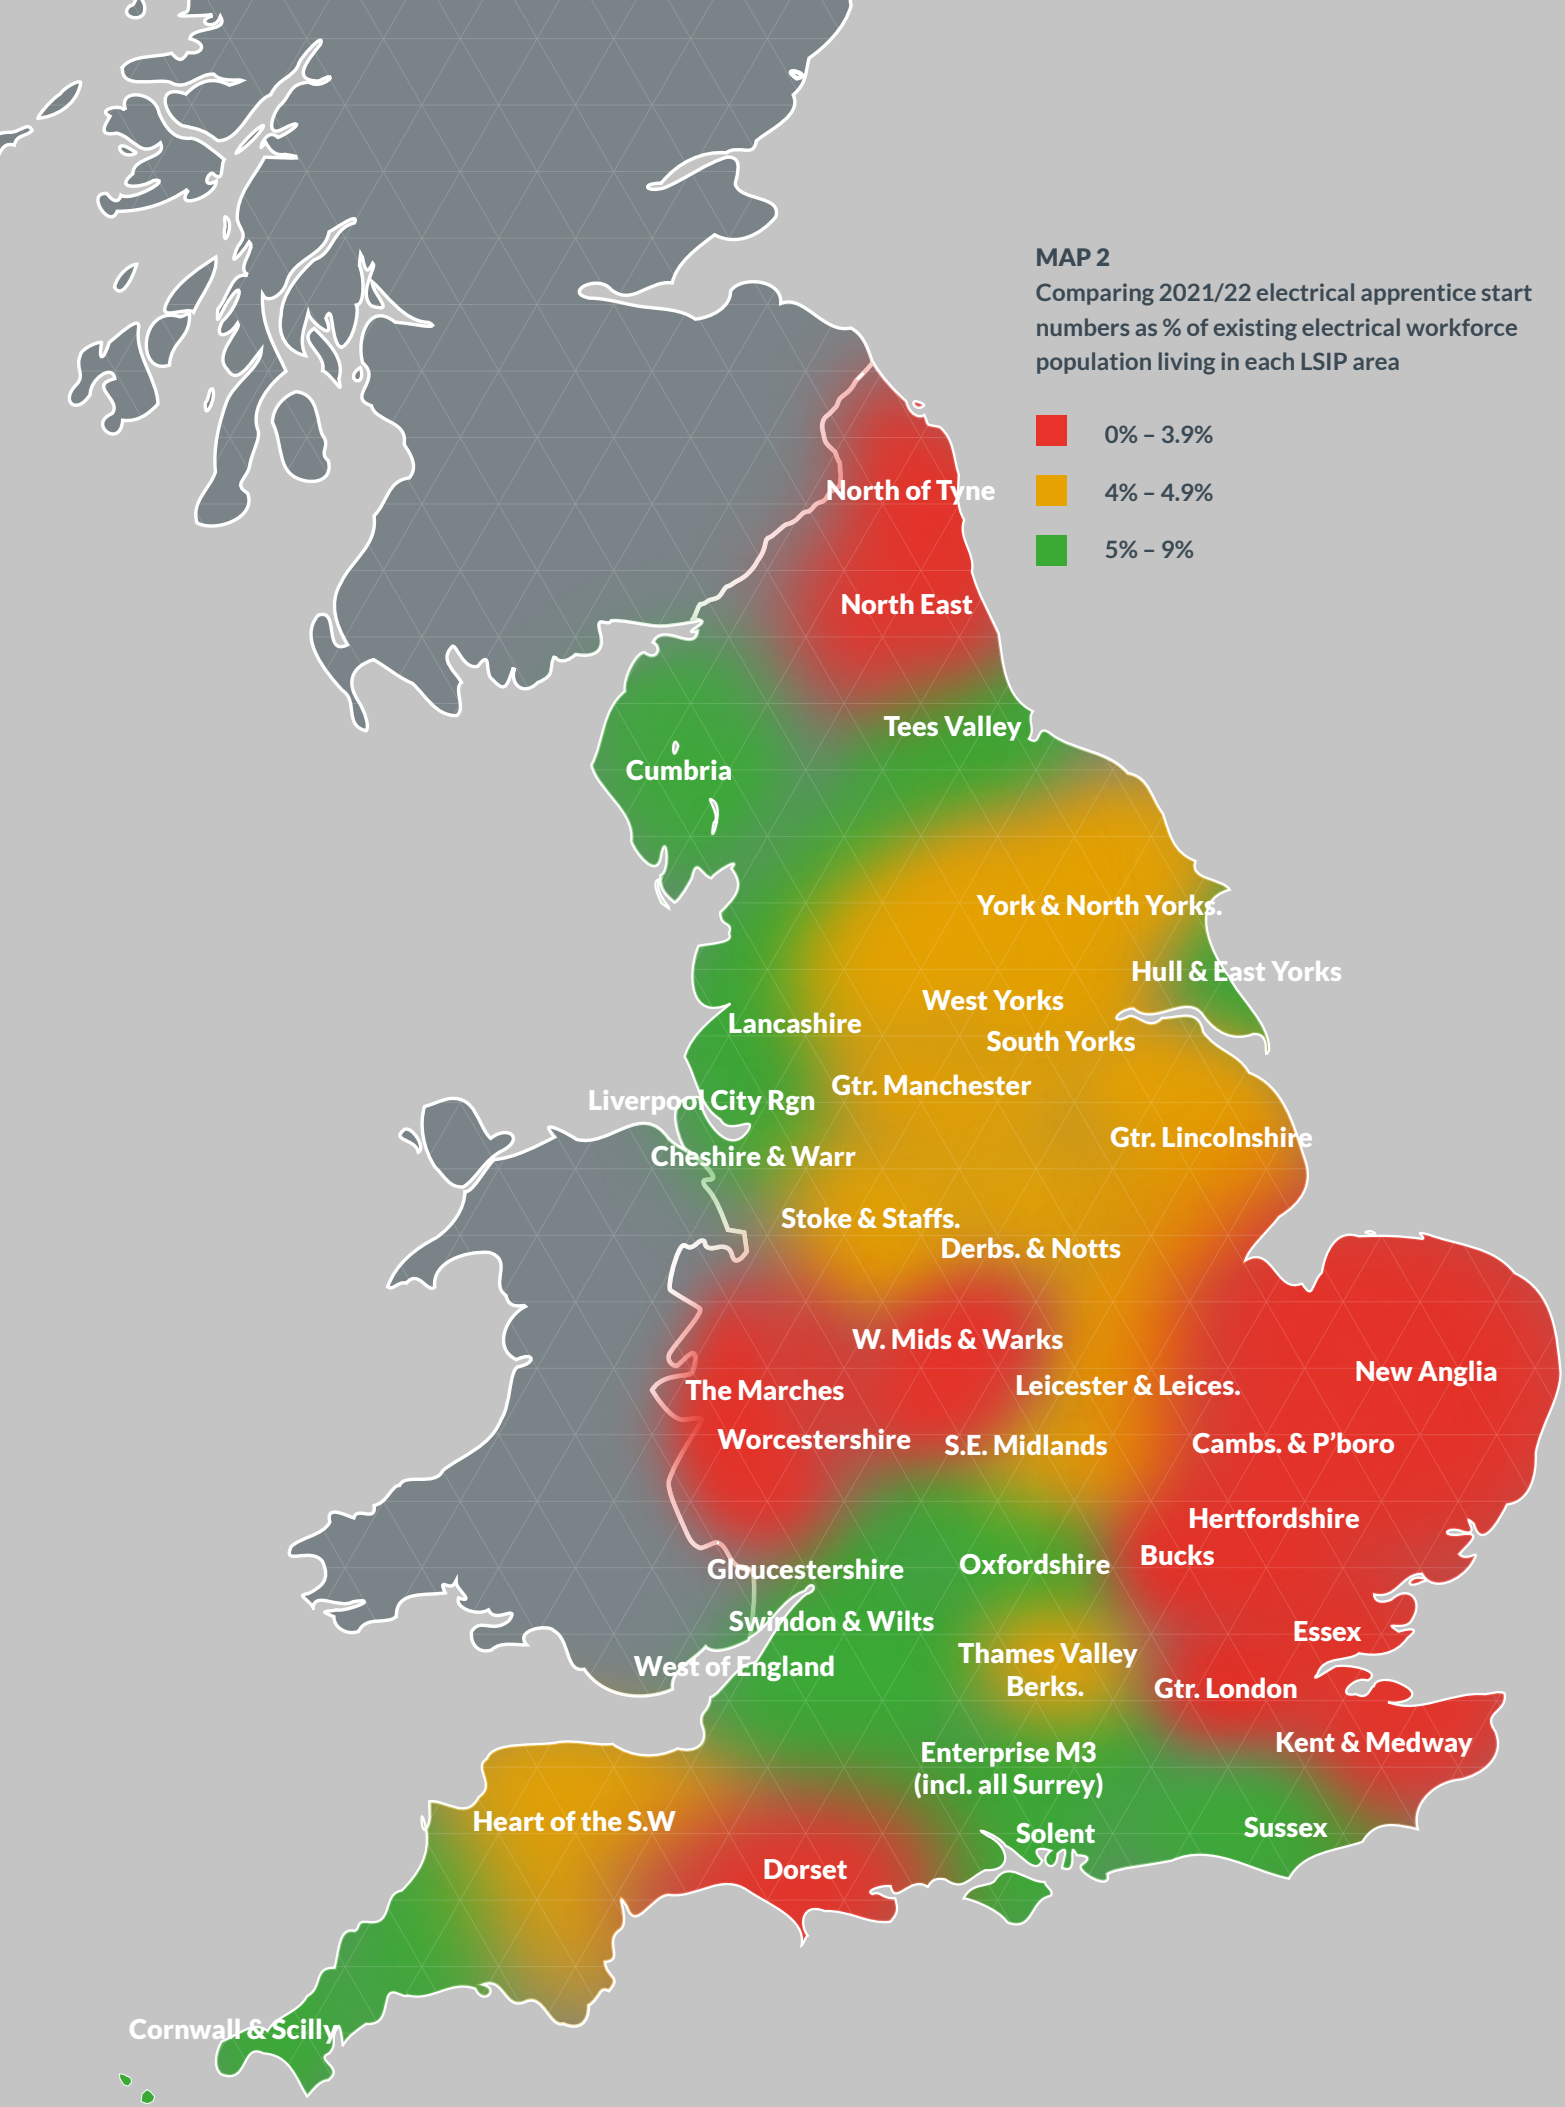 MAP 2
Comparing 2021/22 electrical apprentice start
numbers as % of existing electrical workforce
population living in each LSIP area
0% – 3.9%
4% – 4.9%
5% – 9%
North of Tyne
North East
Tees Valley
Cumbria
York & North Yorks.
Hull & East Yorks
West Yorks
Lancashire
South Yorks
Gtr. Manchester
Liverpool City Rgn
Gtr. Lincolnshire
Cheshire & Warr
Stoke & Staffs.
Derbs. & Notts
W. Mids & Warks
New Anglia
Leicester & Leices.
The Marches
Worcestershire
S.E. Midlands
Cambs. & P’boro
Hertfordshire
Bucks
Oxfordshire
Gloucestershire
Swindon & Wilts
Essex
Thames Valley
Berks.
West of England
Gtr. London
Kent & Medway
Enterprise M3
(incl. all Surrey)
Heart of the S.W
Sussex
Solent
Dorset
Cornwall & Scilly